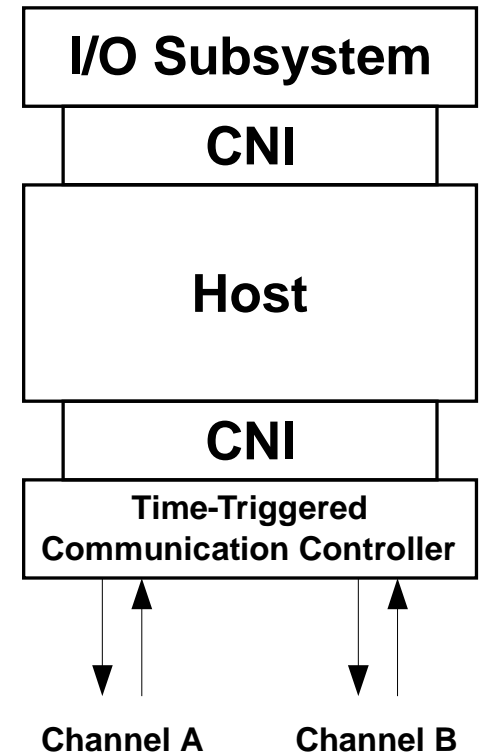 I/O Subsystem
CNI
Host
CNI
Time-Triggered
Communication Controller
Channel A
Channel B